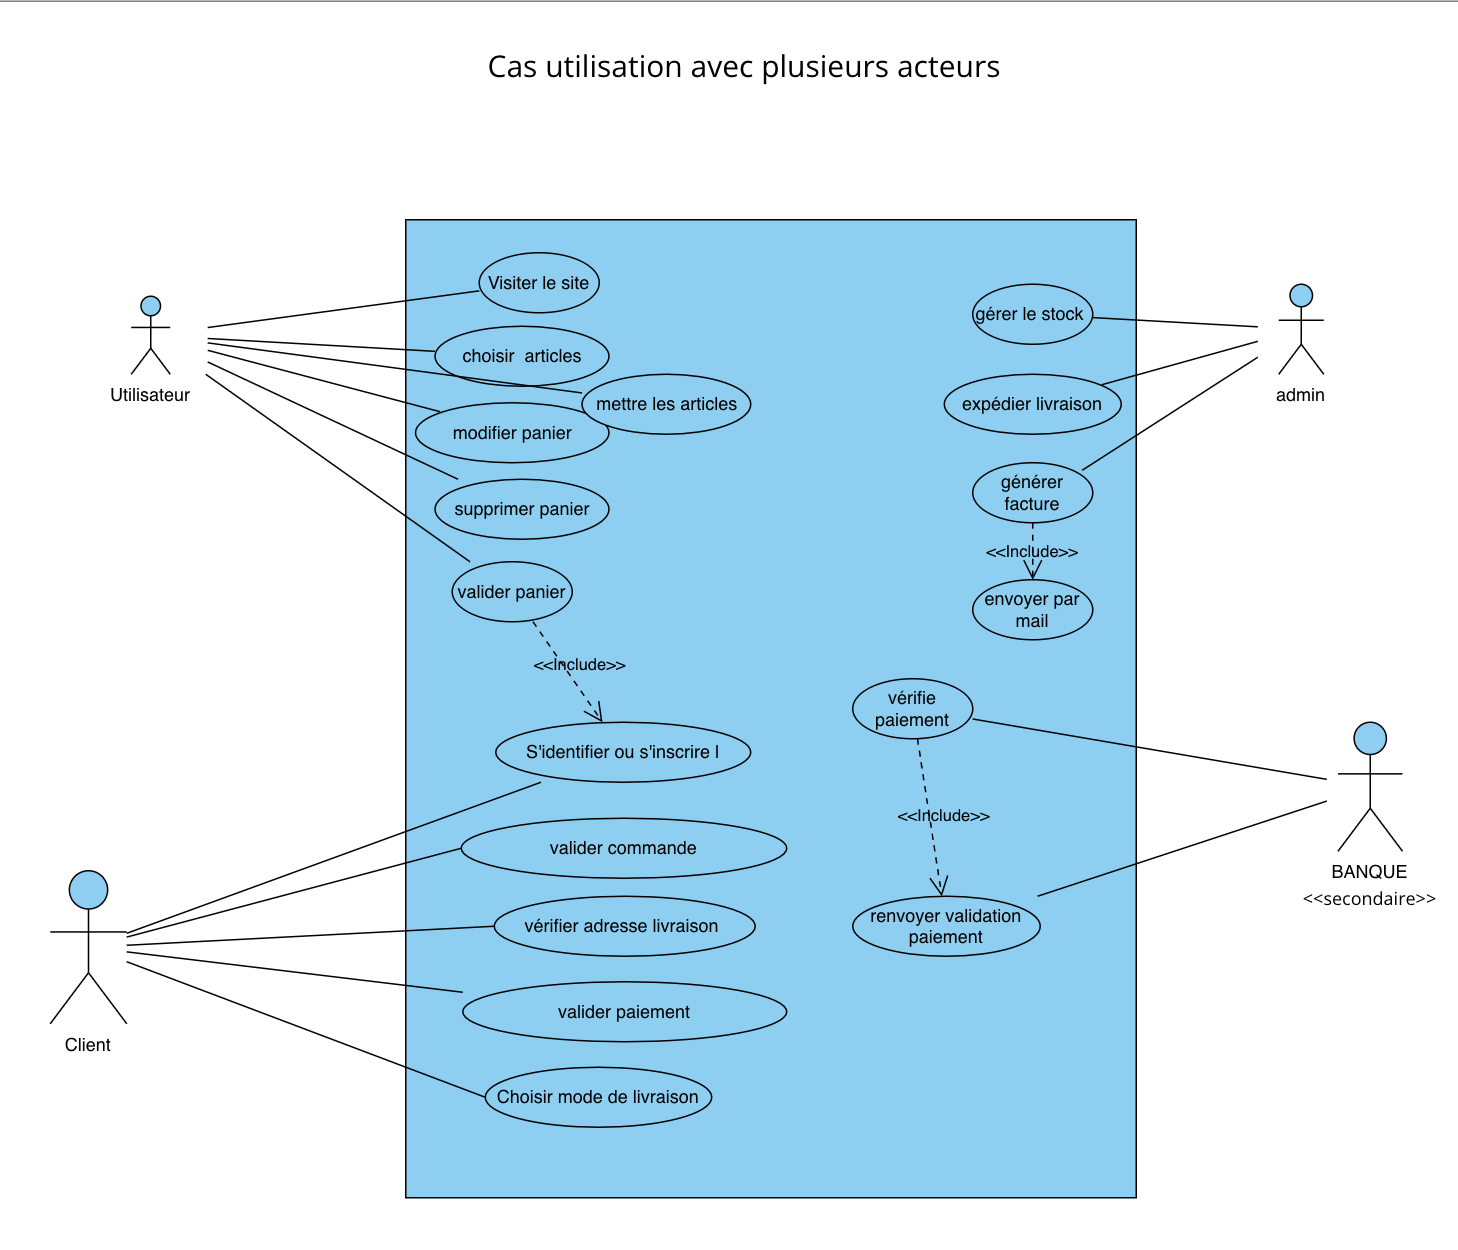 Cas utilisation avec plusieurs acteurs
Visiter le site
choisir  articles
mettre les articles
modifier panier
supprimer panier
valider panier
<<Include>>
S'identifier ou s'inscrire l
valider commande
vérifier adresse livraison
valider paiement
Choisir mode de livraison
gérer le stock
expédier livraison
générer
facture
<<Include>>
envoyer par
mail
vérifie
paiement
<<Include>>
renvoyer validation
paiement
Utilisateur
Client
admin
BANQUE
<<secondaire>>